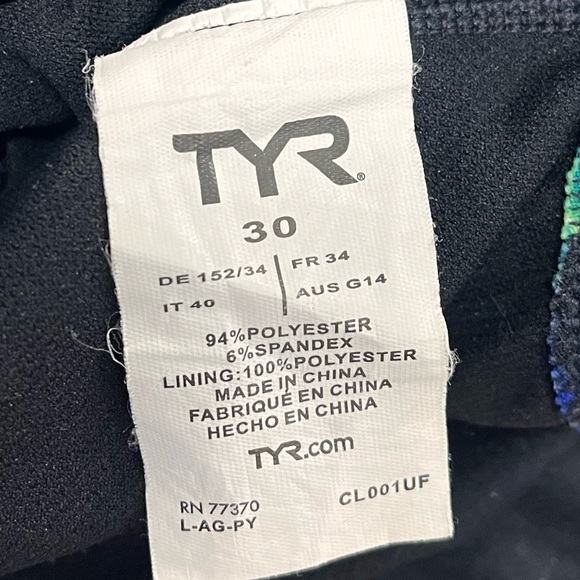 TYR®
30
DE 152/34 | FR 34
IT 40 | AUS G14
94%POLYESTER
6%SPANDEX
LINING:100%POLYESTER
MADE IN CHINA
FABRIQUÉ EN CHINA
HECHO EN CHINA
TYR.com
RN 77370
L-AG-PY
CL001UF